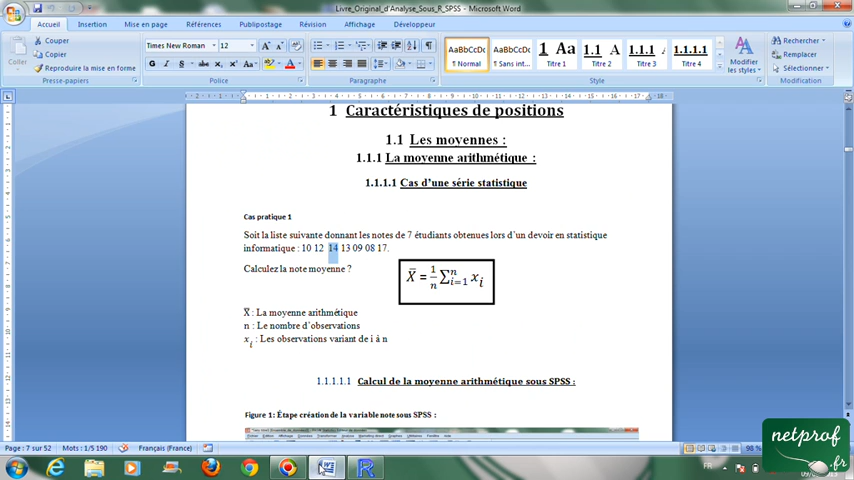 Livre_Original_d'Analyse_Sous_R_SPSS - Microsoft Word
Accueil Insertion Mise en page Références Publipostage Révision Affichage Développeur
Couper
Copier
Reproduire la mise en forme
Coller
Presse-papiers
Times New Roman 12
Police
Paragraphe
AaBbCcDc AaBbCcDc 1 Aa 1.1 A 1.1.1 1.1.1.1
¶ Normal ¶ Sans int... Titre 1 Titre 2 Titre 3 Titre 4
Modifier les styles
Style
Rechercher
Remplacer
Sélectionner
Modification
1 Caractéristiques de positions
1.1 Les moyennes :
1.1.1 La moyenne arithmétique :
1.1.1.1 Cas d'une série statistique
Cas pratique 1
Soit la liste suivante donnant les notes de 7 étudiants obtenues lors d'un devoir en statistique
informatique : 10 12 14 13 09 08 17.
Calculez la note moyenne ?
X̄ = 1/n ∑ⁿᵢ₌₁ xᵢ
X̄ : La moyenne arithmétique
n : Le nombre d'observations
xᵢ : Les observations variant de i à n
1.1.1.1.1 Calcul de la moyenne arithmétique sous SPSS :
Figure 1: Étape création de la variable note sous SPSS :
Page : 7 sur 52 Mots : 1/5 190 Français (France)
98 %
FR
netprof
.fr